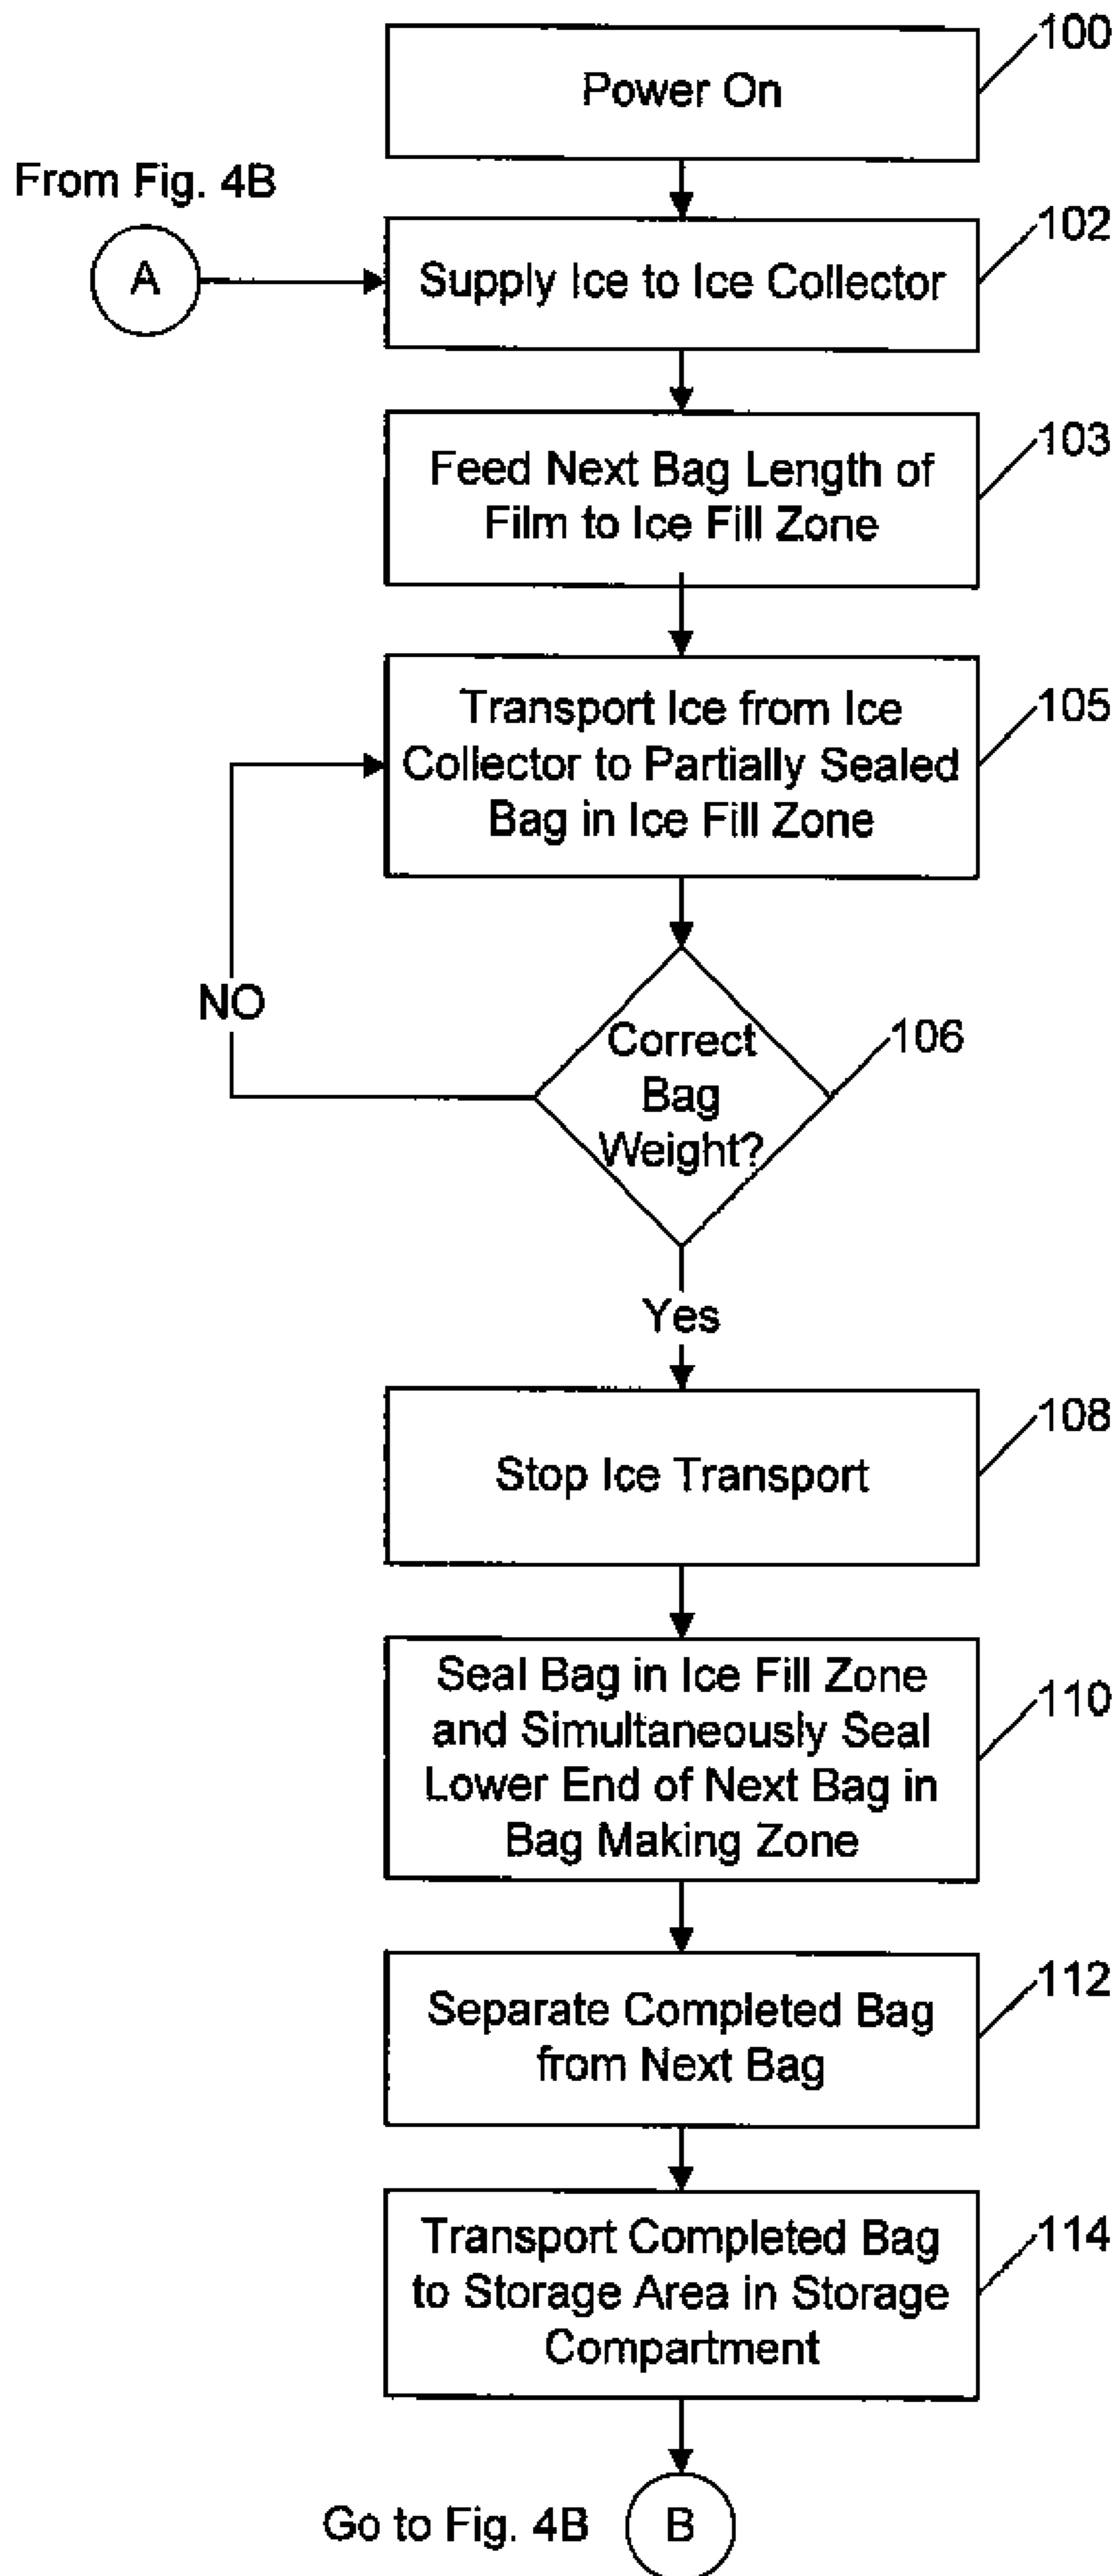 Power On
100
From Fig. 4B
A
Supply Ice to Ice Collector
102
Feed Next Bag Length of
Film to Ice Fill Zone
103
Transport Ice from Ice
Collector to Partially Sealed
Bag in Ice Fill Zone
105
NO
Correct
Bag
Weight?
106
Yes
Stop Ice Transport
108
Seal Bag in Ice Fill Zone
and Simultaneously Seal
Lower End of Next Bag in
Bag Making Zone
110
Separate Completed Bag
from Next Bag
112
Transport Completed Bag
to Storage Area in Storage
Compartment
114
Go to Fig. 4B
B